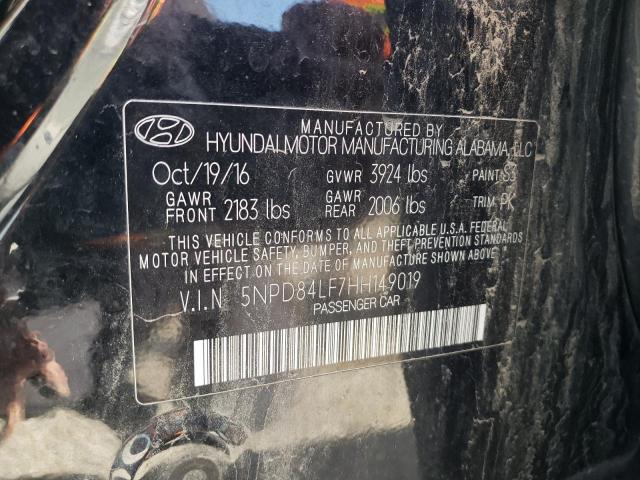 MANUFACTURED BY
HYUNDAI MOTOR MANUFACTURING ALABAMA, LLC
Oct/19/16 GVWR 3924 lbs PAINT S3
GAWR FRONT 2183 lbs GAWR REAR 2006 lbs TRIM PK
THIS VEHICLE CONFORMS TO ALL APPLICABLE U.S.A. FEDERAL
MOTOR VEHICLE SAFETY, BUMPER, AND THEFT PREVENTION STANDARDS
IN EFFECT ON THE DATE OF MANUFACTURE SHOWN ABOVE.
V.I.N 5NPD84LF7HH149019
PASSENGER CAR